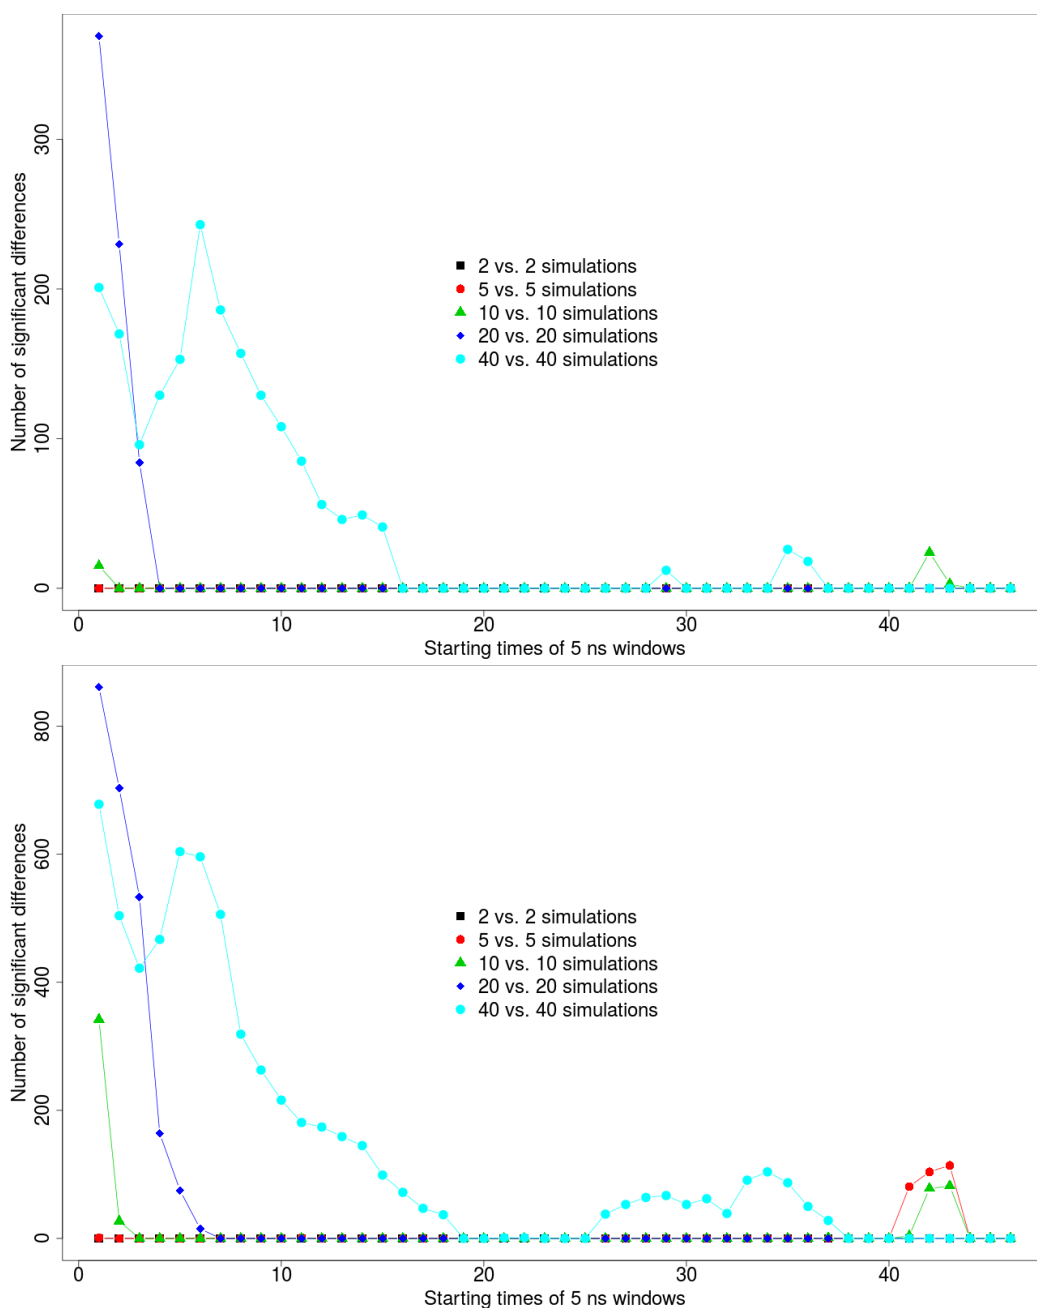 300
200
100
0
Number of significant differences
2 vs. 2 simulations
5 vs. 5 simulations
10 vs. 10 simulations
20 vs. 20 simulations
40 vs. 40 simulations
0 10 20 30 40
Starting times of 5 ns windows
800
600
400
200
0
Number of significant differences
2 vs. 2 simulations
5 vs. 5 simulations
10 vs. 10 simulations
20 vs. 20 simulations
40 vs. 40 simulations
0 10 20 30 40
Starting times of 5 ns windows